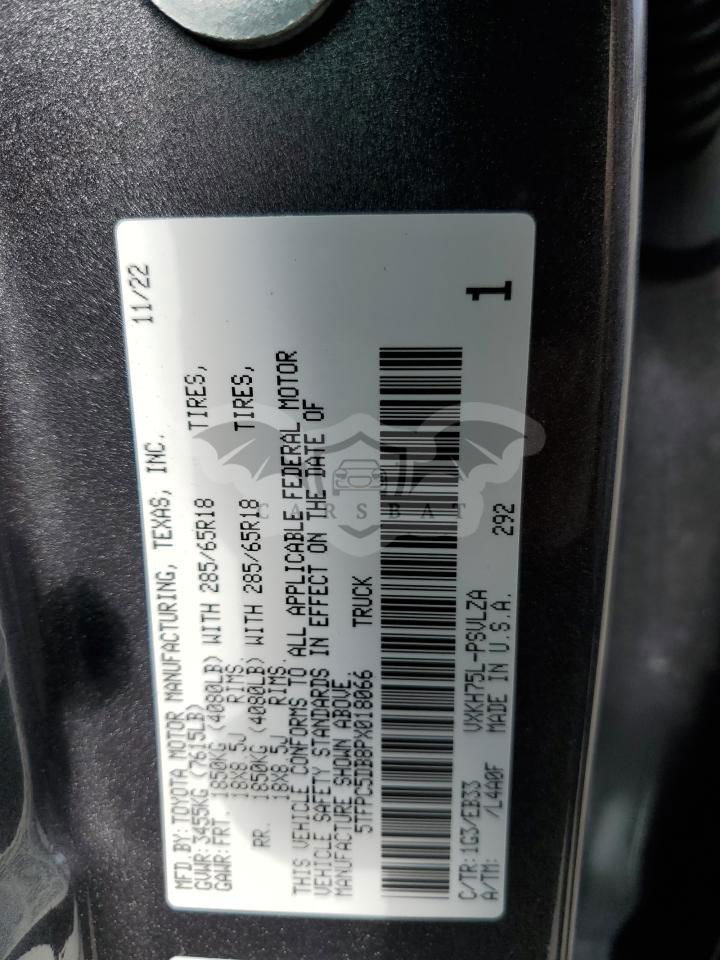 MFD.BY:TOYOTA MOTOR MANUFACTURING, TEXAS, INC. 11/22
GVWR:3455KG (7615LB)
GAWR:FRT. 1850KG (4080LB) WITH 285/65R18 TIRES,
18X8.5J RIMS.
RR. 1850KG (4080LB) WITH 285/65R18 TIRES,
18X8.5J RIMS.
THIS VEHICLE CONFORMS TO ALL APPLICABLE FEDERAL MOTOR
VEHICLE SAFETY STANDARDS IN EFFECT ON THE DATE OF
MANUFACTURE SHOWN ABOVE.
5TFPC5DB8PX018066 TRUCK
C/TR:1G3/EB33 VXKH75L-PSVLZA
A/TM: /L4A0F MADE IN U.S.A. 292 1
CARSBAT